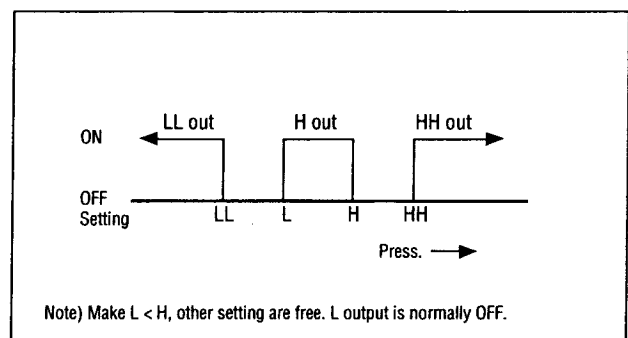 LL out H out HH out
ON
OFF
Setting
LL L H HH
Press.
Note) Make L < H, other setting are free. L output is normally OFF.